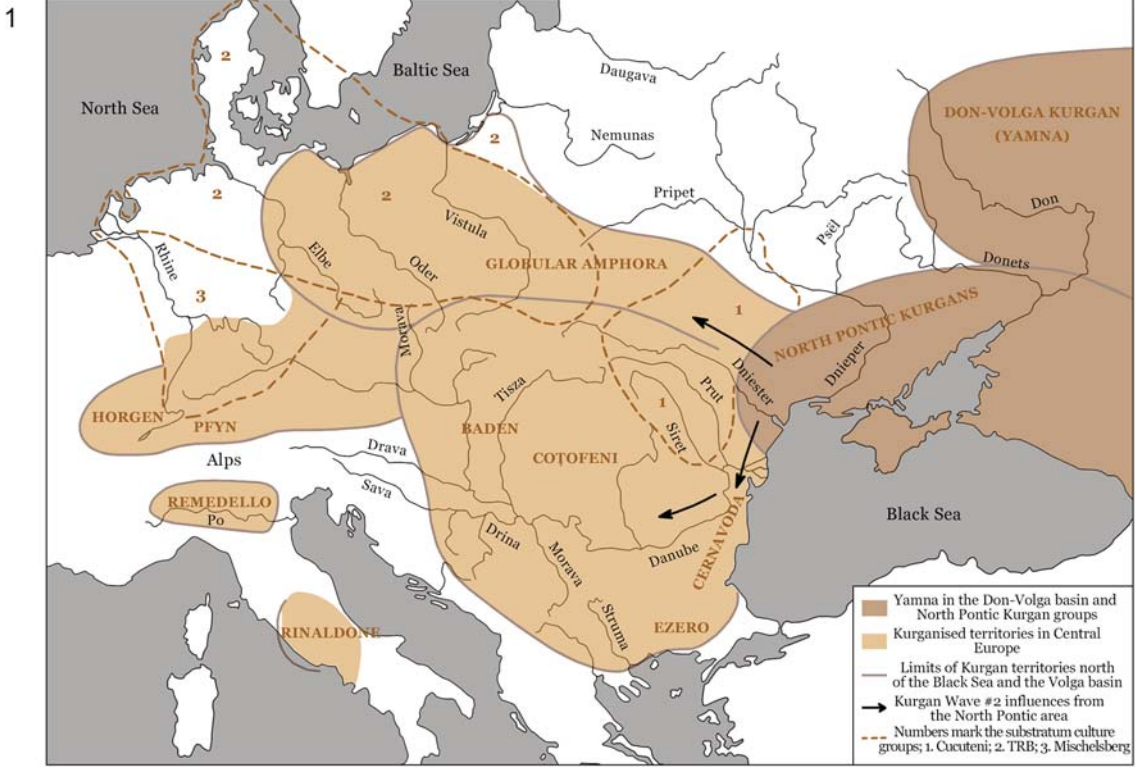 1
2
Baltic Sea
Daugava
North Sea
DON-VOLGA KURGAN
(YAMNA)
Nemunas
2
2
2
Pripet
Don
Psël
Vistula
Rhine
Elbe
Oder
GLOBULAR AMPHORA
Donets
3
1
NORTH PONTIC KURGANS
Morava
Dnieper
Dniester
Tisza
Prut
1
HORGEN
PFYN
BADEN
Siret
Drava
COTOFENI
Alps
Sava
REMEDELLO
Po
Black Sea
Drina
Morava
Danube
CERNAVODA
Struma
RINALDONE
EZERO
Yamna in the Don-Volga basin and
North Pontic Kurgan groups
Kurganised territories in Central
Europe
Limits of Kurgan territories north
of the Black Sea and the Volga basin
Kurgan Wave #2 influences from
the North Pontic area
Numbers mark the substratum culture
groups; 1. Cucuteni; 2. TRB; 3. Mischelsberg